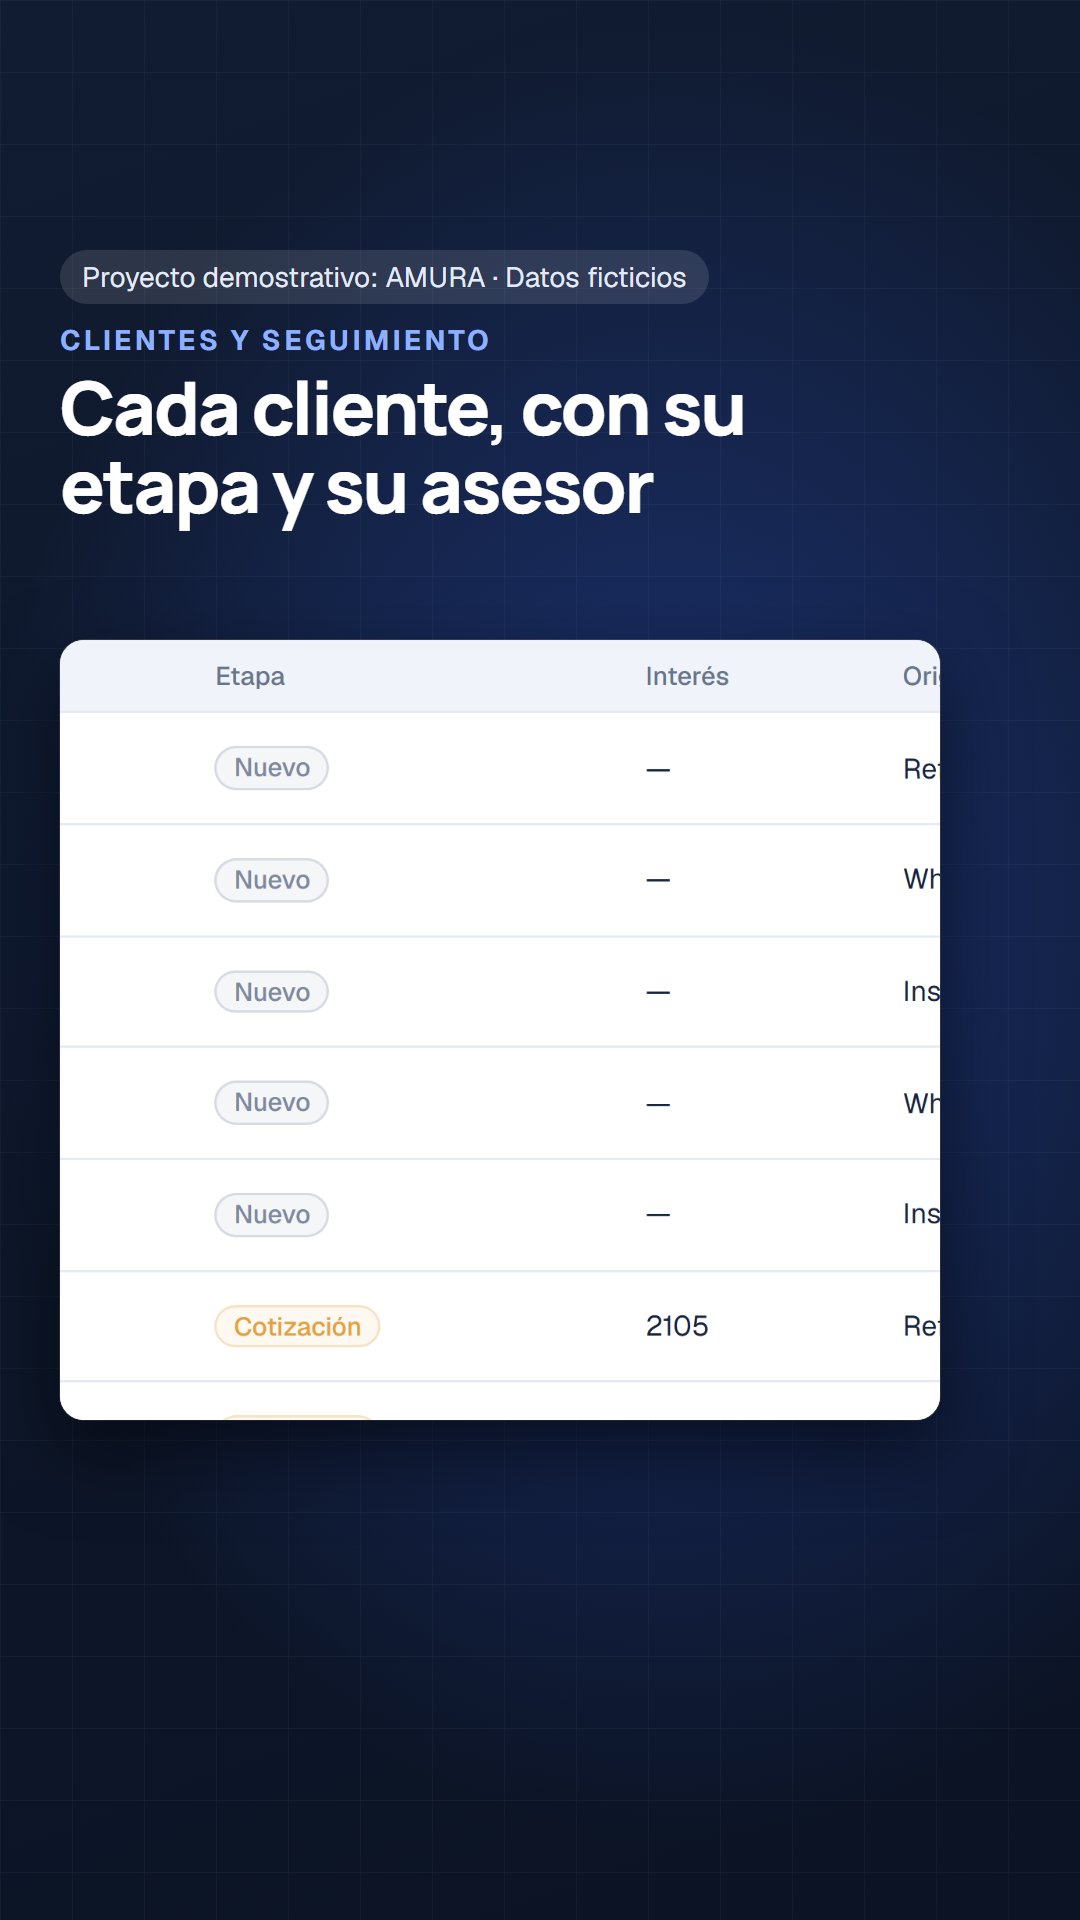 Proyecto demostrativo: AMURA · Datos ficticios
CLIENTES Y SEGUIMIENTO
Cada cliente, con su
etapa y su asesor
Etapa Interés
Nuevo —
Nuevo —
Nuevo —
Nuevo —
Nuevo —
Cotización 2105